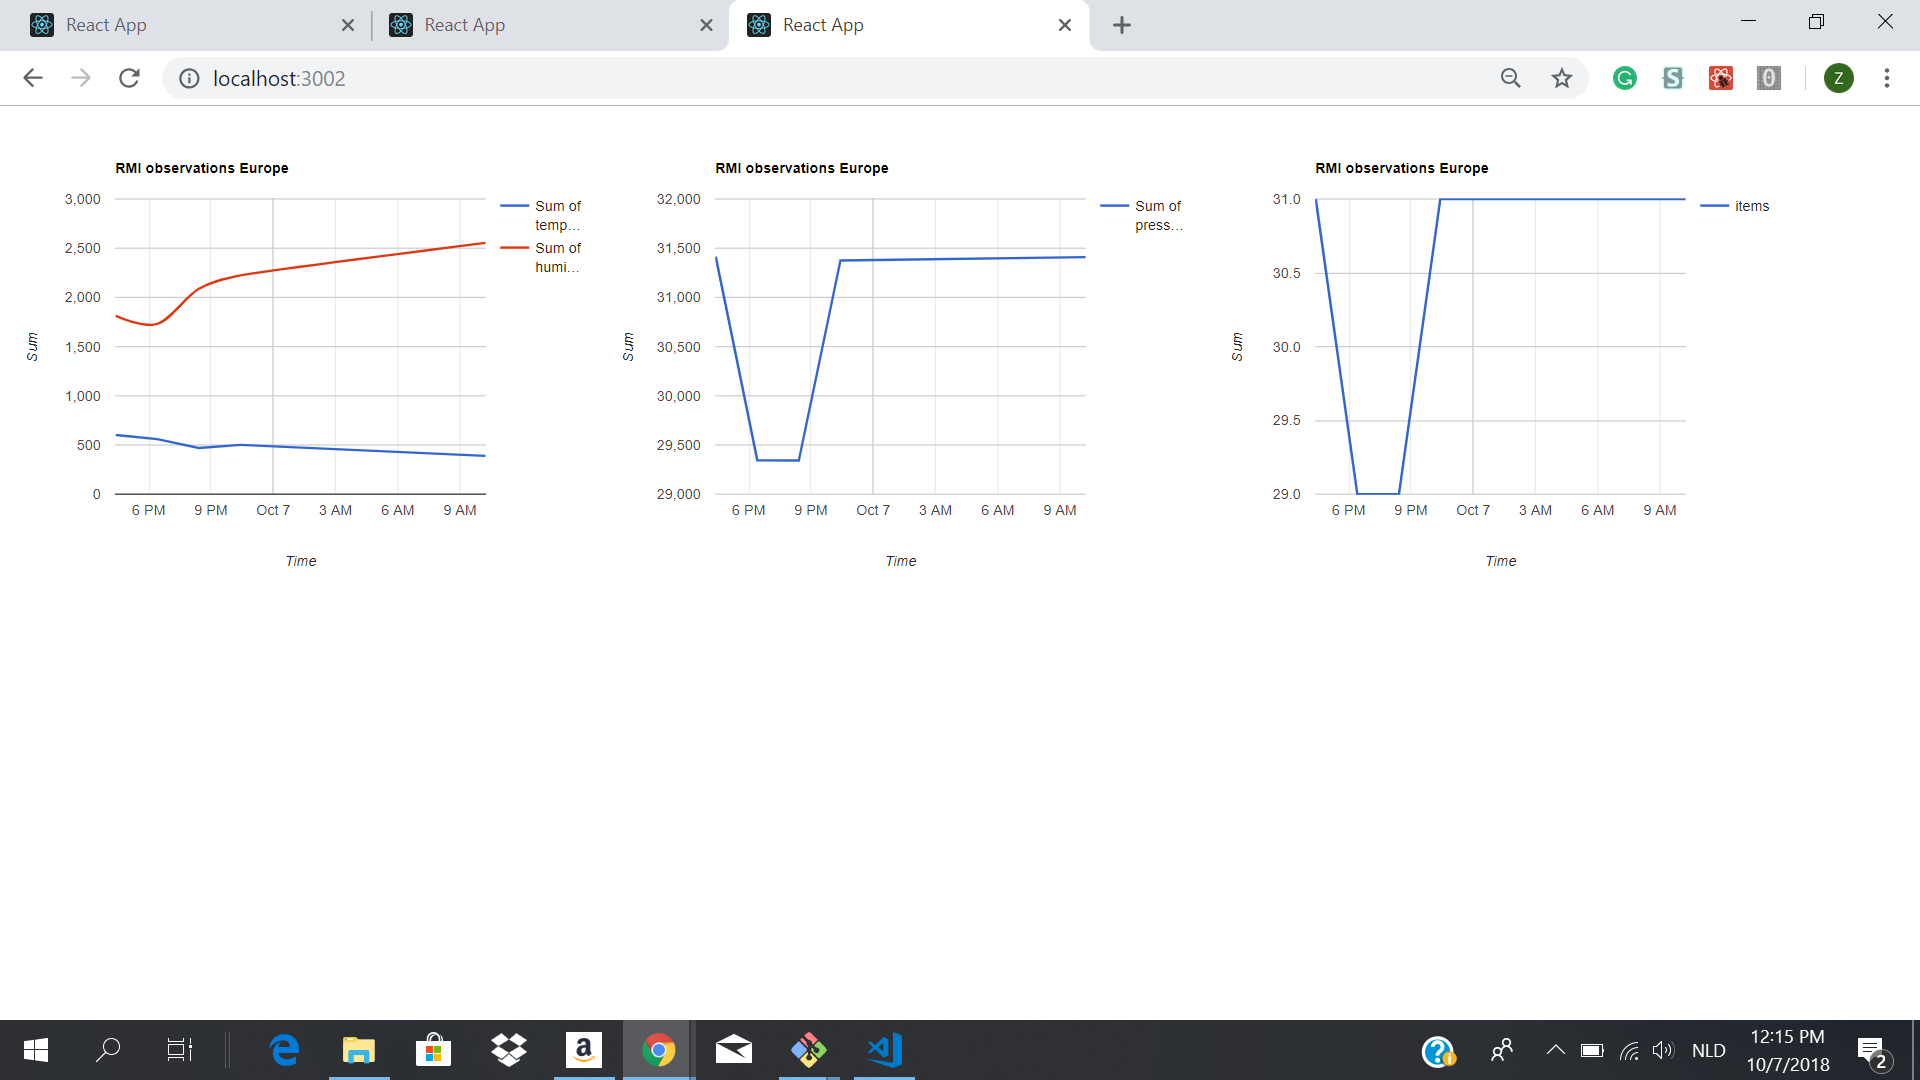 React App
React App
React App
localhost:3002
Z
RMI observations Europe
3,000
2,500
2,000
1,500
1,000
500
0
Sum
6 PM 9 PM Oct 7 3 AM 6 AM 9 AM
Time
Sum of
temp...
Sum of
humi...
RMI observations Europe
32,000
31,500
31,000
30,500
30,000
29,500
29,000
Sum
6 PM 9 PM Oct 7 3 AM 6 AM 9 AM
Time
Sum of
press...
RMI observations Europe
31.0
30.5
30.0
29.5
29.0
Sum
6 PM 9 PM Oct 7 3 AM 6 AM 9 AM
Time
items
NLD
12:15 PM
10/7/2018
2